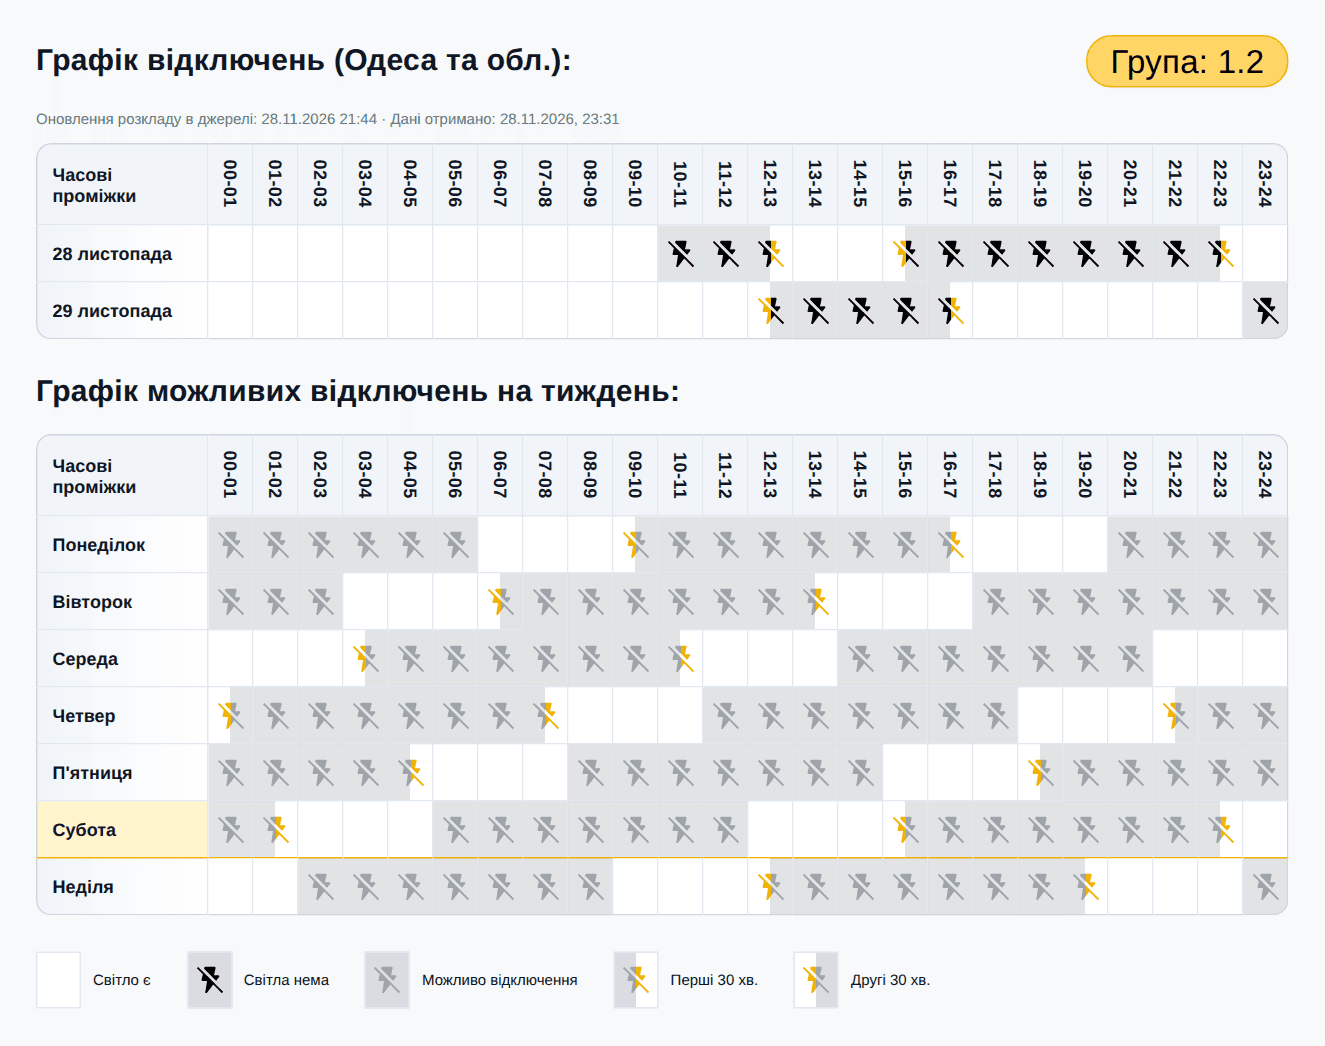 Графік відключень (Одеса та обл.):
Група: 1.2
Оновлення розкладу в джерелі: 28.11.2026 21:44 · Дані отримано: 28.11.2026, 23:31
Часові
проміжки
00-01 01-02 02-03 03-04 04-05 05-06 06-07 07-08 08-09 09-10 10-11 11-12 12-13 13-14 14-15 15-16 16-17 17-18 18-19 19-20 20-21 21-22 22-23 23-24
28 листопада
29 листопада
Графік можливих відключень на тиждень:
Часові
проміжки
00-01 01-02 02-03 03-04 04-05 05-06 06-07 07-08 08-09 09-10 10-11 11-12 12-13 13-14 14-15 15-16 16-17 17-18 18-19 19-20 20-21 21-22 22-23 23-24
Понеділок
Вівторок
Середа
Четвер
П'ятниця
Субота
Неділя
Світло є
Світла нема
Можливо відключення
Перші 30 хв.
Другі 30 хв.